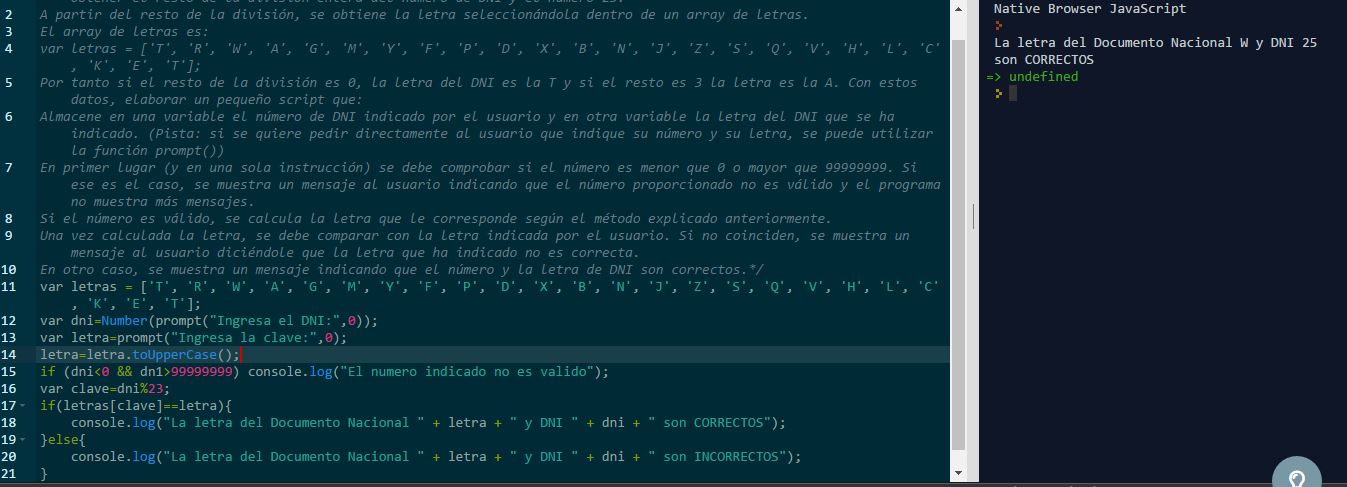 2 A partir del resto de la división, se obtiene la letra seleccionándola dentro de un array de letras.
3 El array de letras es:
4 var letras = ['T', 'R', 'W', 'A', 'G', 'M', 'Y', 'F', 'P', 'D', 'X', 'B', 'N', 'J', 'Z', 'S', 'Q', 'V', 'H', 'L', 'C'
, 'K', 'E', 'T'];
5 Por tanto si el resto de la división es 0, la letra del DNI es la T y si el resto es 3 la letra es la A. Con estos
datos, elaborar un pequeño script que:
6 Almacene en una variable el número de DNI indicado por el usuario y en otra variable la letra del DNI que se ha
indicado. (Pista: si se quiere pedir directamente al usuario que indique su número y su letra, se puede utilizar
la función prompt())
7 En primer lugar (y en una sola instrucción) se debe comprobar si el número es menor que 0 o mayor que 99999999. Si
ese es el caso, se muestra un mensaje al usuario indicando que el número proporcionado no es válido y el programa
no muestra más mensajes.
8 Si el número es válido, se calcula la letra que le corresponde según el método explicado anteriormente.
9 Una vez calculada la letra, se debe comparar con la letra indicada por el usuario. Si no coinciden, se muestra un
mensaje al usuario diciéndole que la letra que ha indicado no es correcta.
10 En otro caso, se muestra un mensaje indicando que el número y la letra de DNI son correctos.*/
11 var letras = ['T', 'R', 'W', 'A', 'G', 'M', 'Y', 'F', 'P', 'D', 'X', 'B', 'N', 'J', 'Z', 'S', 'Q', 'V', 'H', 'L', 'C'
, 'K', 'E', 'T'];
12 var dni=Number(prompt("Ingresa el DNI:",0));
13 var letra=prompt("Ingresa la clave:",0);
14 letra=letra.toUpperCase();
15 if (dni<0 && dn1>99999999) console.log("El numero indicado no es valido");
16 var clave=dni%23;
17 if(letras[clave]==letra){
18 console.log("La letra del Documento Nacional " + letra + " y DNI " + dni + " son CORRECTOS");
19 }else{
20 console.log("La letra del Documento Nacional " + letra + " y DNI " + dni + " son INCORRECTOS");
21 }
Native Browser JavaScript
La letra del Documento Nacional W y DNI 25
son CORRECTOS
=> undefined